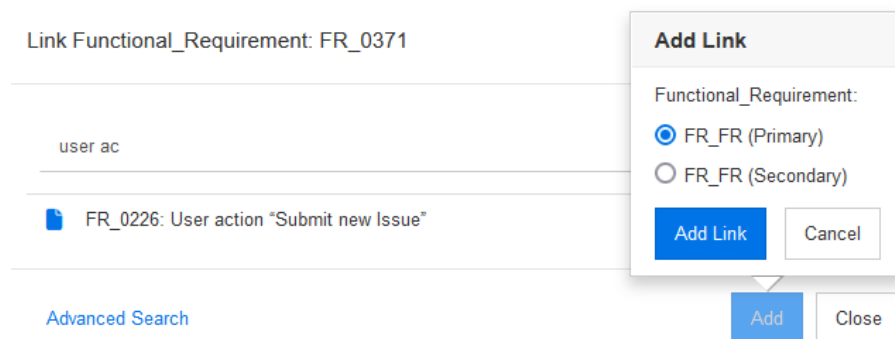 Link Functional_Requirement: FR_0371
user ac
FR_0226: User action “Submit new Issue”
Advanced Search
Add Link
Functional_Requirement:
FR_FR (Primary)
FR_FR (Secondary)
Add Link
Cancel
Add
Close